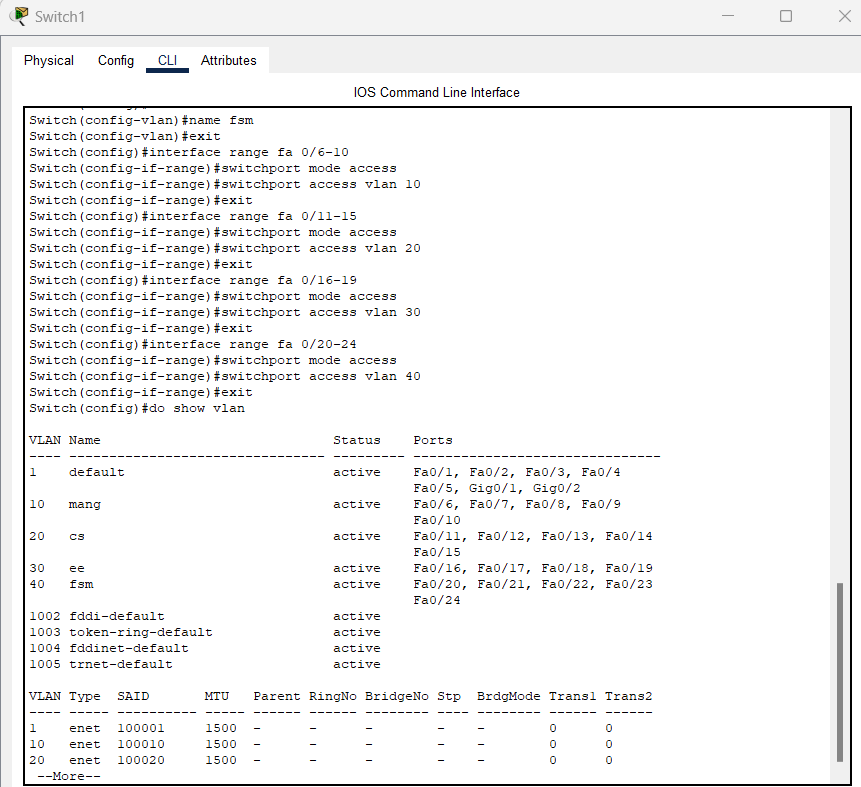 Switch1
Physical Config CLI Attributes
IOS Command Line Interface
Switch(config-vlan)#name fsm
Switch(config-vlan)#exit
Switch(config)#interface range fa 0/6-10
Switch(config-if-range)#switchport mode access
Switch(config-if-range)#switchport access vlan 10
Switch(config-if-range)#exit
Switch(config)#interface range fa 0/11-15
Switch(config-if-range)#switchport mode access
Switch(config-if-range)#switchport access vlan 20
Switch(config-if-range)#exit
Switch(config)#interface range fa 0/16-19
Switch(config-if-range)#switchport mode access
Switch(config-if-range)#switchport access vlan 30
Switch(config-if-range)#exit
Switch(config)#interface range fa 0/20-24
Switch(config-if-range)#switchport mode access
Switch(config-if-range)#switchport access vlan 40
Switch(config-if-range)#exit
Switch(config)#do show vlan
VLAN Name                             Status    Ports
---- -------------------------------- --------- -------------------------------
1    default                          active    Fa0/1, Fa0/2, Fa0/3, Fa0/4
                                                Fa0/5, Gig0/1, Gig0/2
10   mang                             active    Fa0/6, Fa0/7, Fa0/8, Fa0/9
                                                Fa0/10
20   cs                               active    Fa0/11, Fa0/12, Fa0/13, Fa0/14
                                                Fa0/15
30   ee                               active    Fa0/16, Fa0/17, Fa0/18, Fa0/19
40   fsm                              active    Fa0/20, Fa0/21, Fa0/22, Fa0/23
                                                Fa0/24
1002 fddi-default                     active
1003 token-ring-default               active
1004 fddinet-default                  active
1005 trnet-default                    active
VLAN Type  SAID       MTU   Parent RingNo BridgeNo Stp  BrdgMode Trans1 Trans2
---- ----- ---------- ----- ------ ------ -------- ---- -------- ------ ------
1    enet  100001     1500  -      -      -        -    -        0      0
10   enet  100010     1500  -      -      -        -    -        0      0
20   enet  100020     1500  -      -      -        -    -        0      0
 --More--